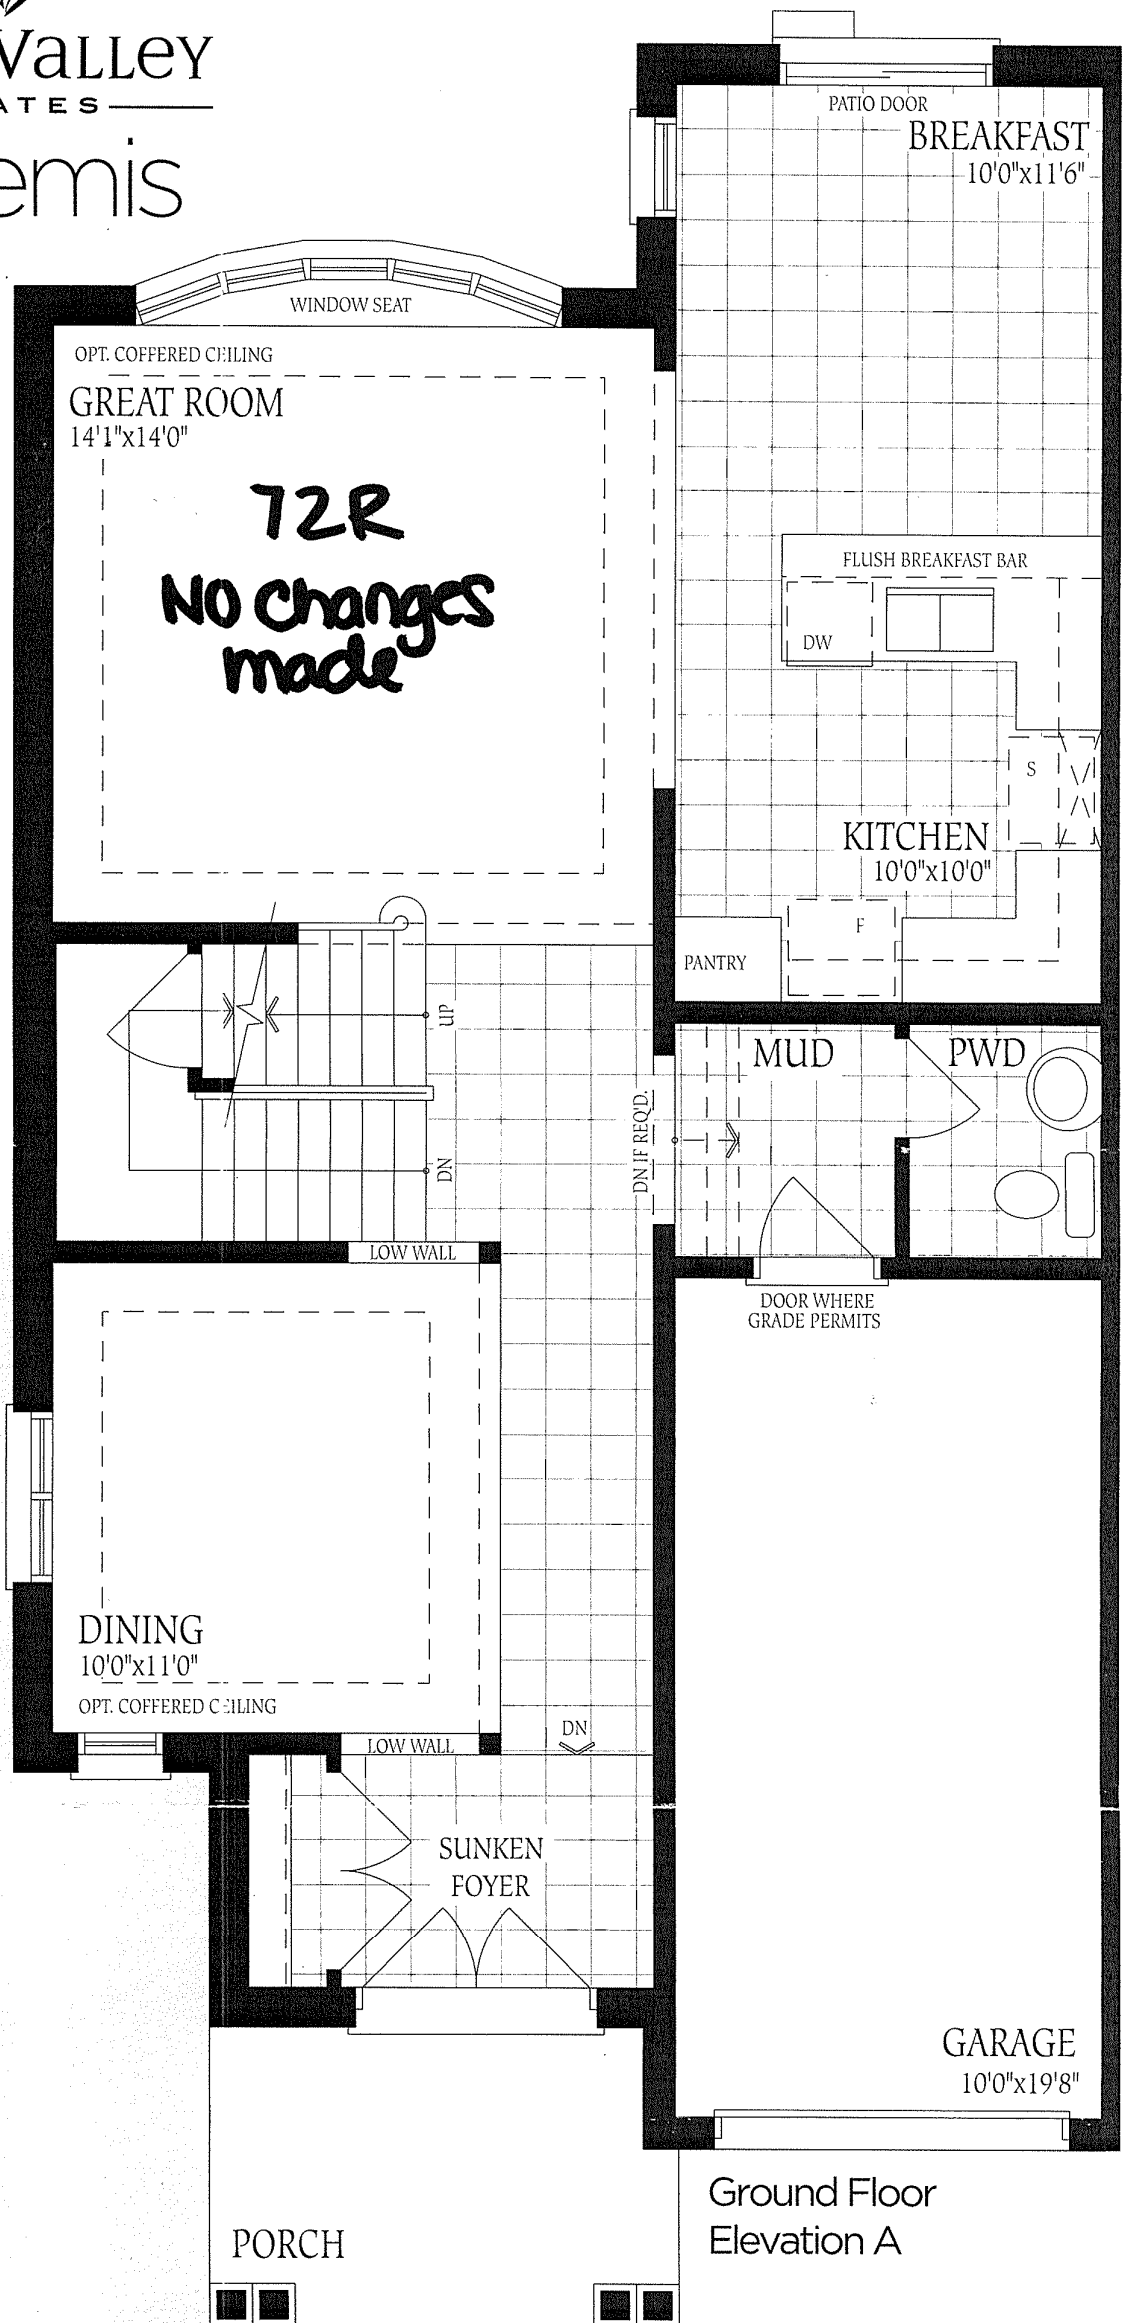 Valley
ATES
emis
PATIO DOOR
BREAKFAST
10'0"x11'6"
WINDOW SEAT
OPT. COFFERED CEILING
GREAT ROOM
14'1"x14'0"
72R
No changes
made
FLUSH BREAKFAST BAR
DW
S
KITCHEN
10'0"x10'0"
F
PANTRY
UP
MUD
PWD
DN IF REQ'D.
DN
LOW WALL
DOOR WHERE
GRADE PERMITS
DINING
10'0"x11'0"
OPT. COFFERED CEILING
LOW WALL
DN
SUNKEN
FOYER
GARAGE
10'0"x19'8"
Ground Floor
Elevation A
PORCH